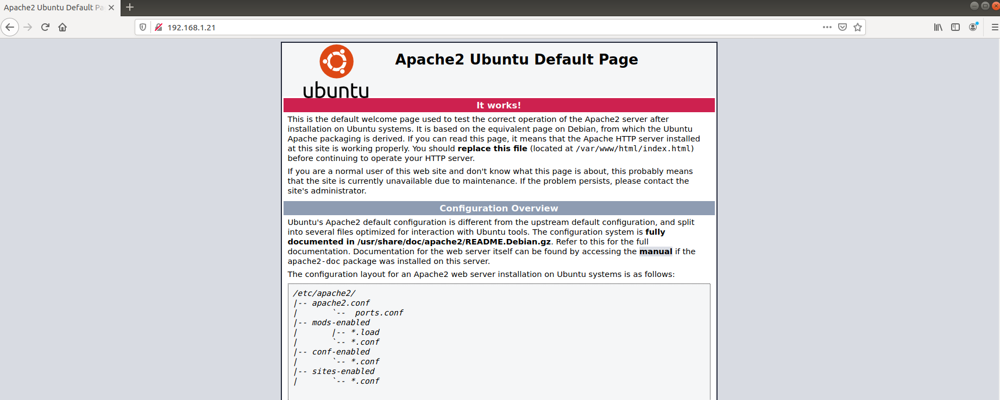 Apache2 Ubuntu Default Pa
192.168.1.21
ubuntu
Apache2 Ubuntu Default Page
It works!
This is the default welcome page used to test the correct operation of the Apache2 server after
installation on Ubuntu systems. It is based on the equivalent page on Debian, from which the Ubuntu
Apache packaging is derived. If you can read this page, it means that the Apache HTTP server installed
at this site is working properly. You should replace this file (located at /var/www/html/index.html)
before continuing to operate your HTTP server.
If you are a normal user of this web site and don't know what this page is about, this probably means
that the site is currently unavailable due to maintenance. If the problem persists, please contact the
site's administrator.
Configuration Overview
Ubuntu's Apache2 default configuration is different from the upstream default configuration, and split
into several files optimized for interaction with Ubuntu tools. The configuration system is fully
documented in /usr/share/doc/apache2/README.Debian.gz. Refer to this for the full
documentation. Documentation for the web server itself can be found by accessing the manual if the
apache2-doc package was installed on this server.
The configuration layout for an Apache2 web server installation on Ubuntu systems is as follows:
/etc/apache2/
|-- apache2.conf
|       `--  ports.conf
|-- mods-enabled
|       |-- *.load
|       `-- *.conf
|-- conf-enabled
|       `-- *.conf
|-- sites-enabled
|       `-- *.conf